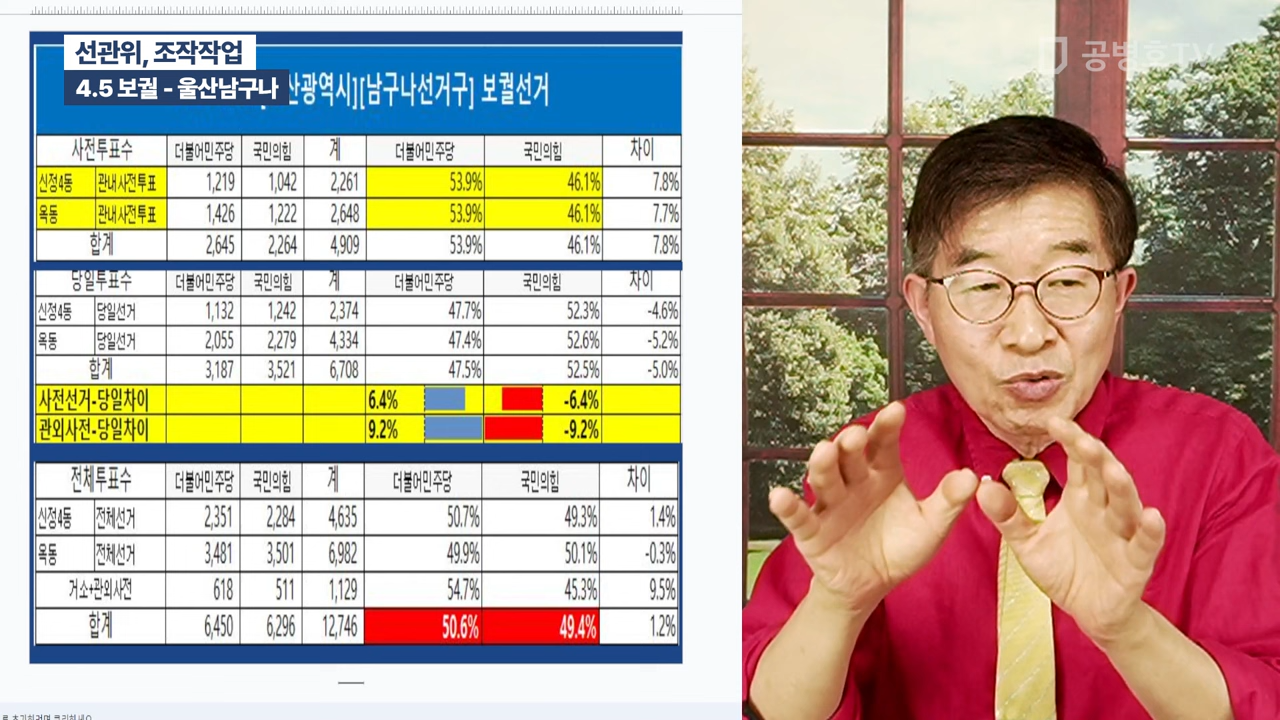 선관위, 조작작업
4.5 보궐 - 울산남구나
산광역시][남구나선거구] 보궐선거
공병호TV
사전투표수 더불어민주당 국민의힘 계 더불어민주당 국민의힘 차이
신정4동 관내사전투표 1,219 1,042 2,261 53.9% 46.1% 7.8%
옥동 관내사전투표 1,426 1,222 2,648 53.9% 46.1% 7.7%
합계 2,645 2,264 4,909 53.9% 46.1% 7.8%
당일투표수 더불어민주당 국민의힘 계 더불어민주당 국민의힘 차이
신정4동 당일선거 1,132 1,242 2,374 47.7% 52.3% -4.6%
옥동 당일선거 2,055 2,279 4,334 47.4% 52.6% -5.2%
합계 3,187 3,521 6,708 47.5% 52.5% -5.0%
사전선거-당일차이 6.4% -6.4%
관외사전-당일차이 9.2% -9.2%
전체투표수 더불어민주당 국민의힘 계 더불어민주당 국민의힘 차이
신정4동 전체선거 2,351 2,284 4,635 50.7% 49.3% 1.4%
옥동 전체선거 3,481 3,501 6,982 49.9% 50.1% -0.3%
거소+관외사전 618 511 1,129 54.7% 45.3% 9.5%
합계 6,450 6,296 12,746 50.6% 49.4% 1.2%